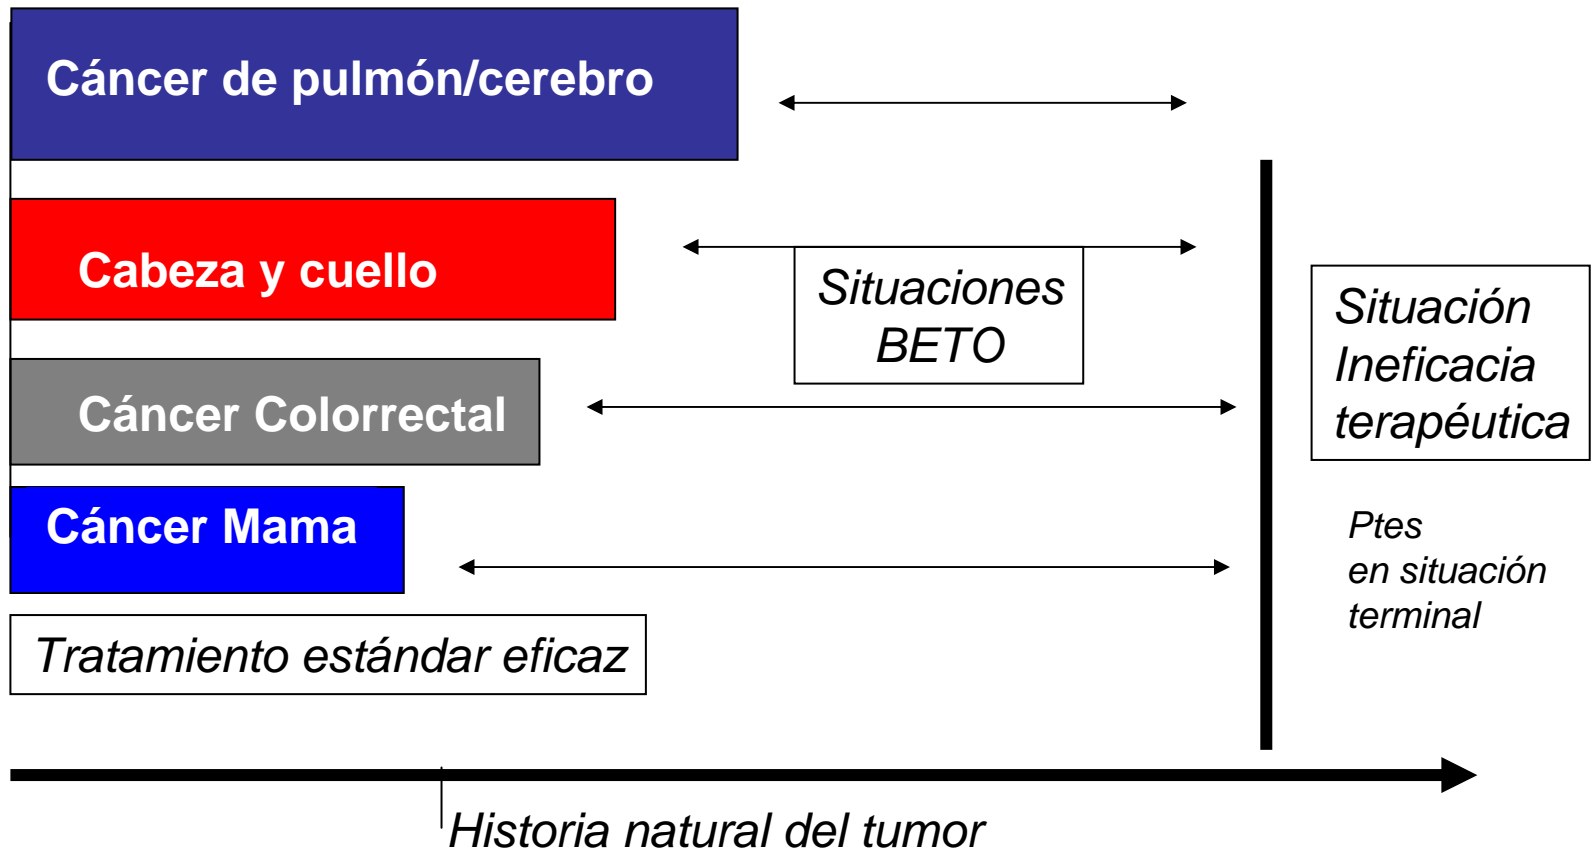 Cáncer de pulmón/cerebro
Cabeza y cuello
Situaciones
BETO
Situación
Ineficacia
terapéutica
Cáncer Colorrectal
Cáncer Mama
Ptes
en situación
terminal
Tratamiento estándar eficaz
Historia natural del tumor